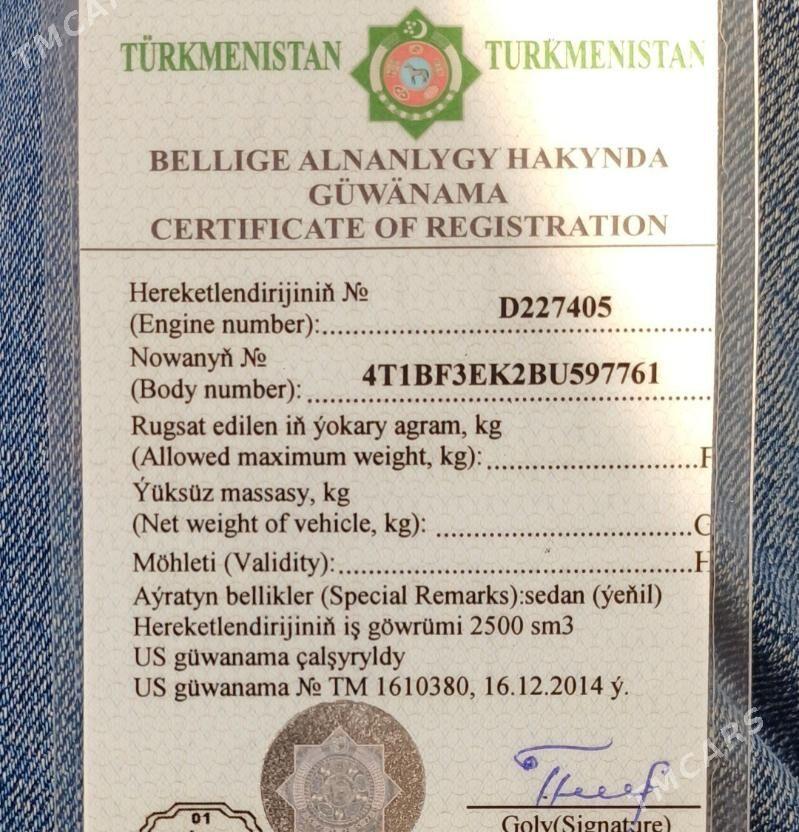 TÜRKMENISTAN TURKMENISTAN
BELLIGE ALNANLYGY HAKYNDA
GÜWÄNAMA
CERTIFICATE OF REGISTRATION
Hereketlendirijiniň №
(Engine number):.......... D227405
Nowanyň №
(Body number): .......... 4T1BF3EK2BU597761
Rugsat edilen iň ýokary agram, kg
(Allowed maximum weight, kg):..........F
Ýüksüz massasy, kg
(Net weight of vehicle, kg): ..........G
Möhleti (Validity):..........H
Aýratyn bellikler (Special Remarks):sedan (ýeňil)
Hereketlendirijiniň iş göwrümi 2500 sm3
US güwanama çalşyryldy
US güwanama № TM 1610380, 16.12.2014 ý.
01
Goly(Signature)
TMCARS
TMCARS